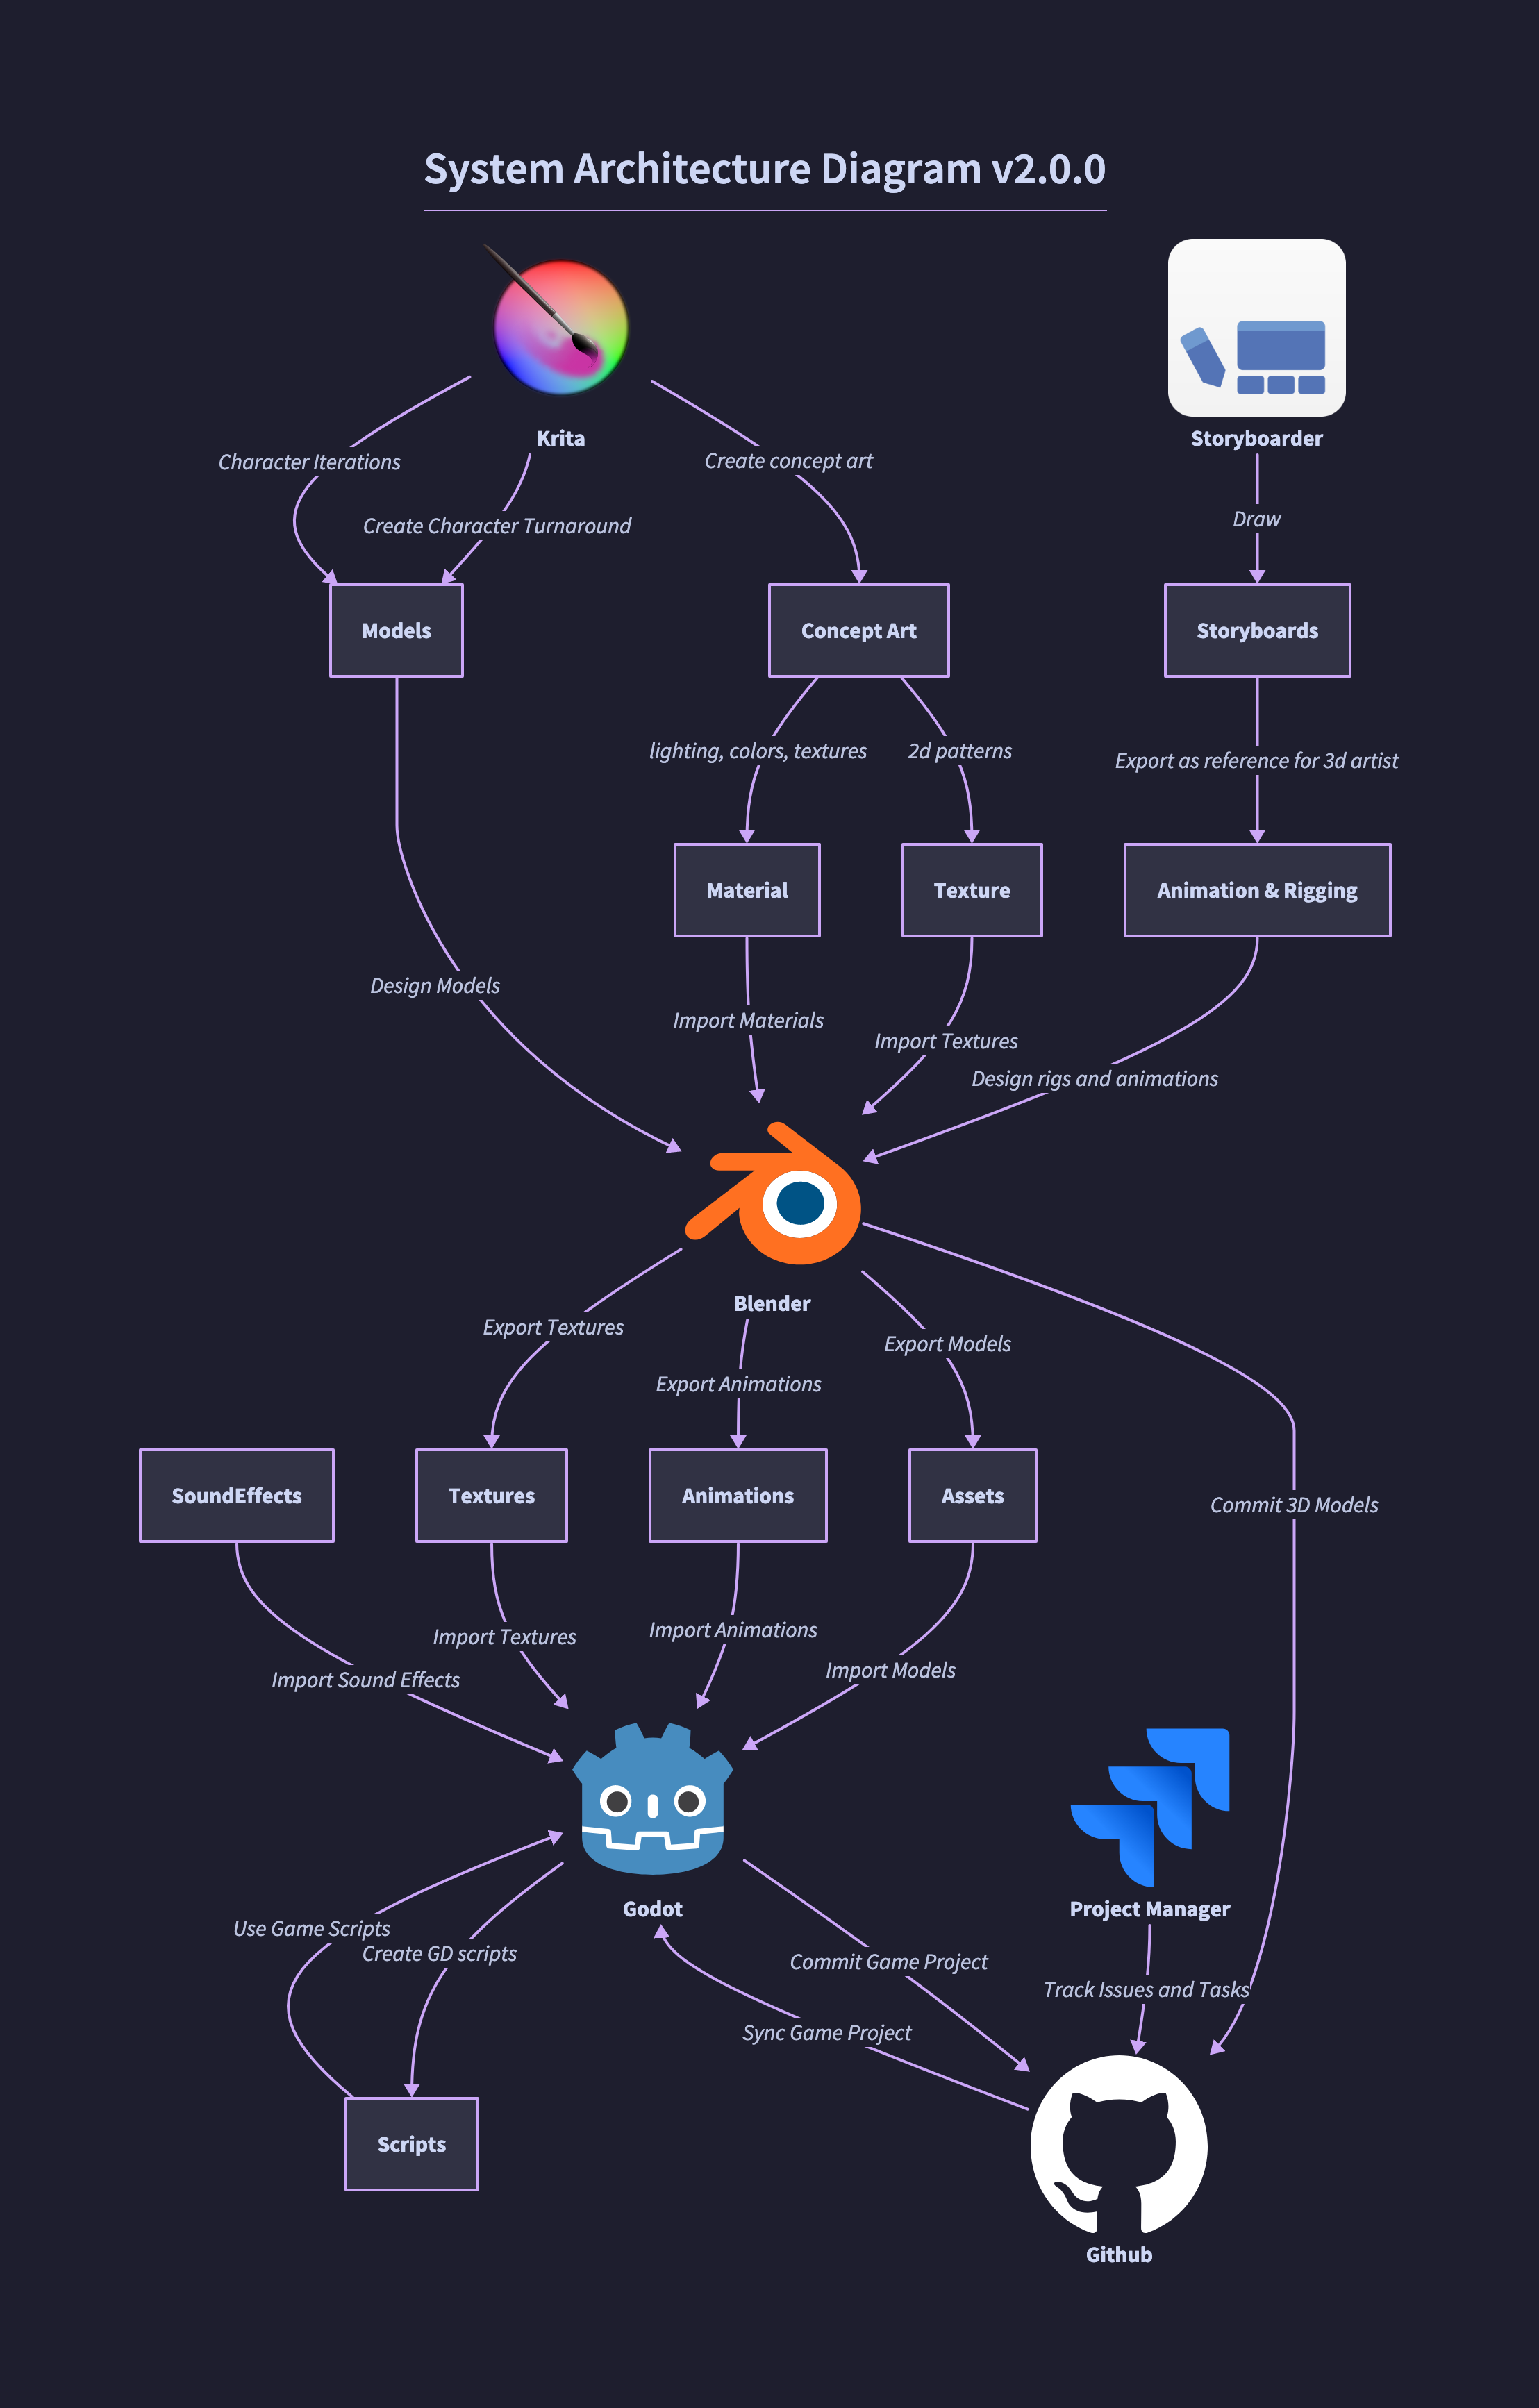 System Architecture Diagram v2.0.0
Krita
Storyboarder
Character Iterations
Create concept art
Draw
Create Character Turnaround
Models
Concept Art
Storyboards
lighting, colors, textures
2d patterns
Export as reference for 3d artist
Material
Texture
Animation & Rigging
Design Models
Import Materials
Import Textures
Design rigs and animations
Blender
Export Textures
Export Models
Export Animations
SoundEffects
Textures
Animations
Assets
Commit 3D Models
Import Textures
Import Animations
Import Sound Effects
Import Models
Godot
Project Manager
Use Game Scripts
Create GD scripts
Commit Game Project
Track Issues and Tasks
Sync Game Project
Scripts
Github